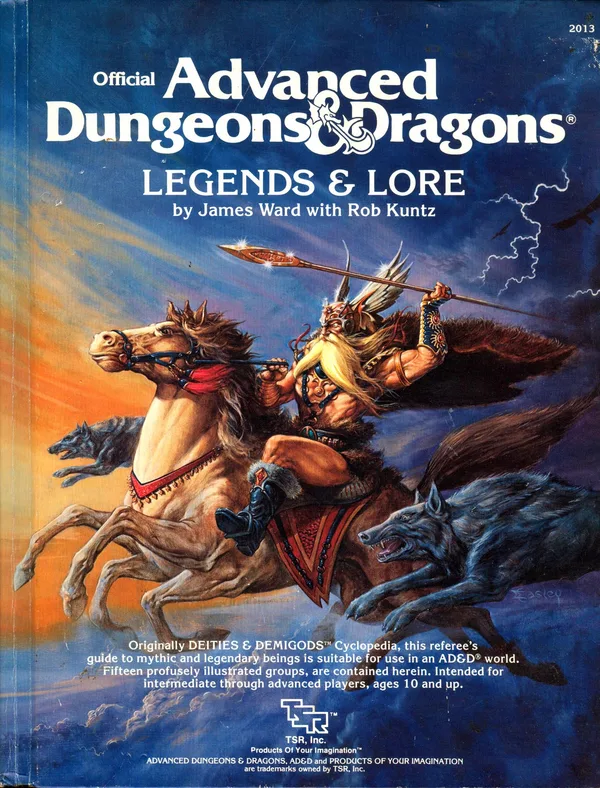 2013
Official Advanced
Dungeons & Dragons®
LEGENDS & LORE
by James Ward with Rob Kuntz
Easley
Originally DEITIES & DEMIGODS™ Cyclopedia, this referee's
guide to mythic and legendary beings is suitable for use in an AD&D® world.
Fifteen profusely illustrated groups, are contained herein. Intended for
intermediate through advanced players, ages 10 and up.
TSR™
TSR, Inc.
Products Of Your Imagination™
ADVANCED DUNGEONS & DRAGONS, AD&D and PRODUCTS OF YOUR IMAGINATION
are trademarks owned by TSR, Inc.